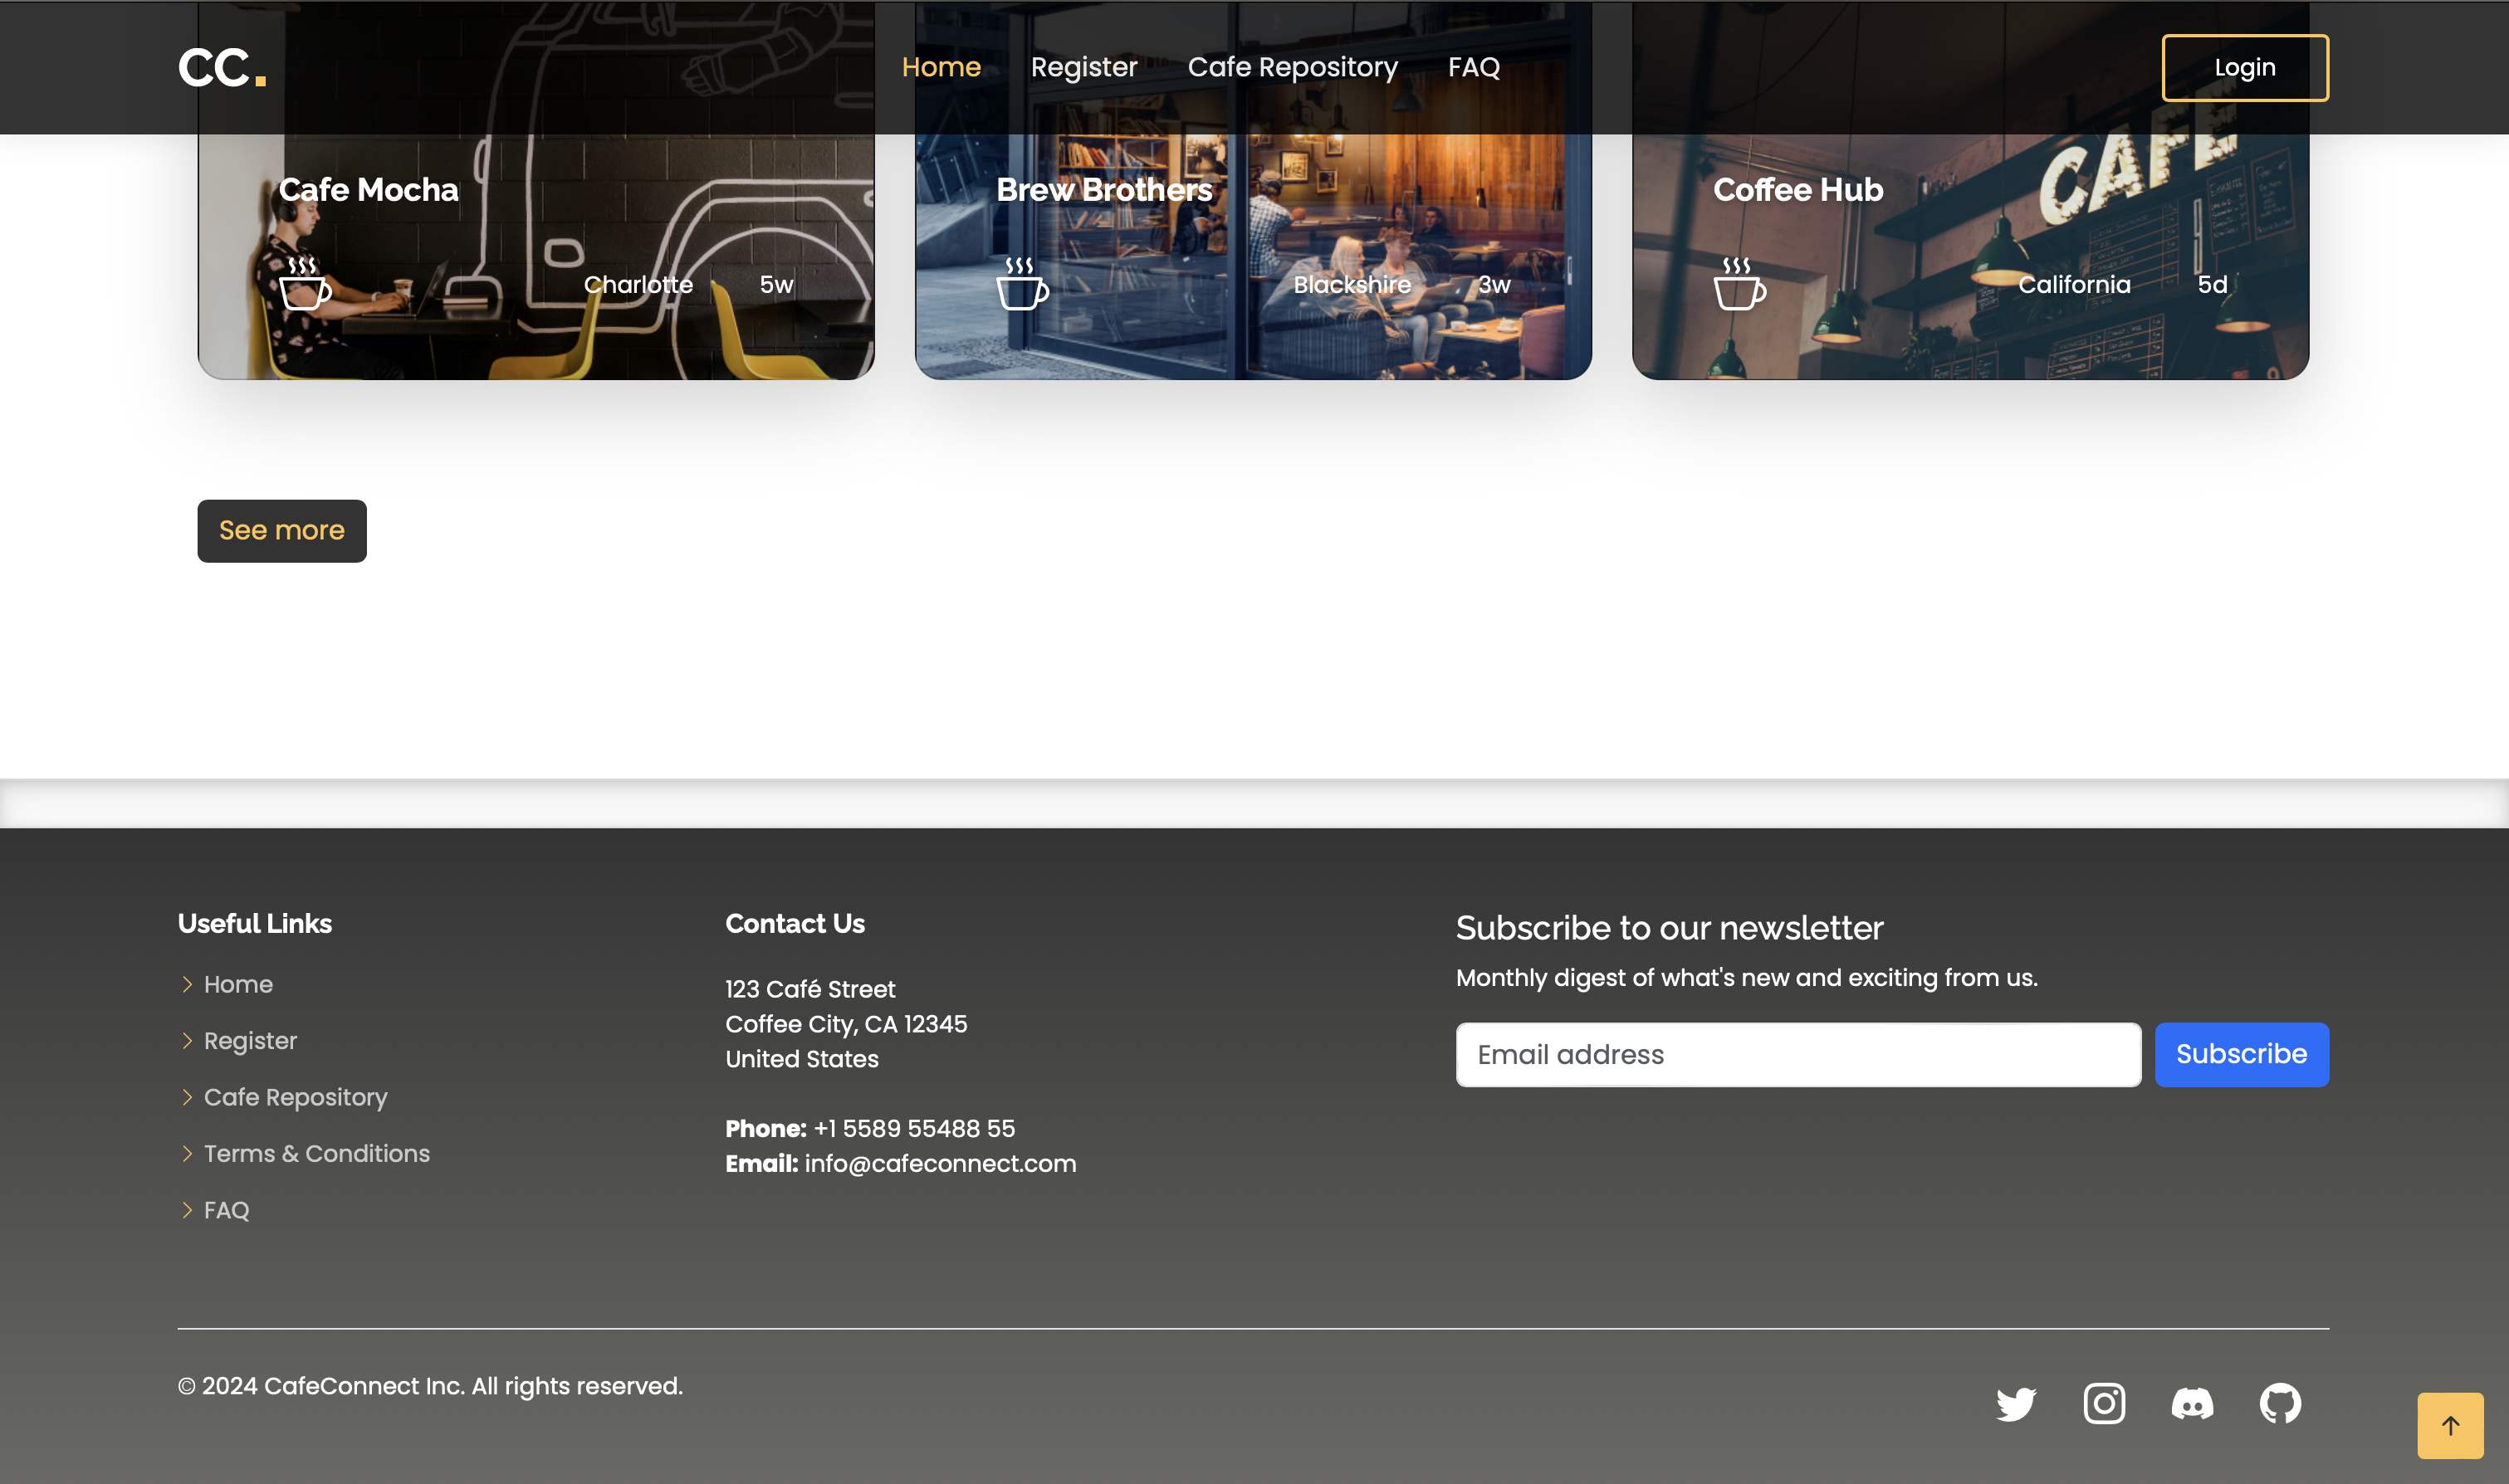 CC.
Home Register Cafe Repository FAQ
Login
CAFE
Cafe Mocha
Charlotte 5w
Brew Brothers
Blackshire 3w
Coffee Hub
California 5d
See more
Useful Links
Home
Register
Cafe Repository
Terms & Conditions
FAQ
Contact Us
123 Café Street
Coffee City, CA 12345
United States
Phone: +1 5589 55488 55
Email: info@cafeconnect.com
Subscribe to our newsletter
Monthly digest of what's new and exciting from us.
Email address
Subscribe
© 2024 CafeConnect Inc. All rights reserved.